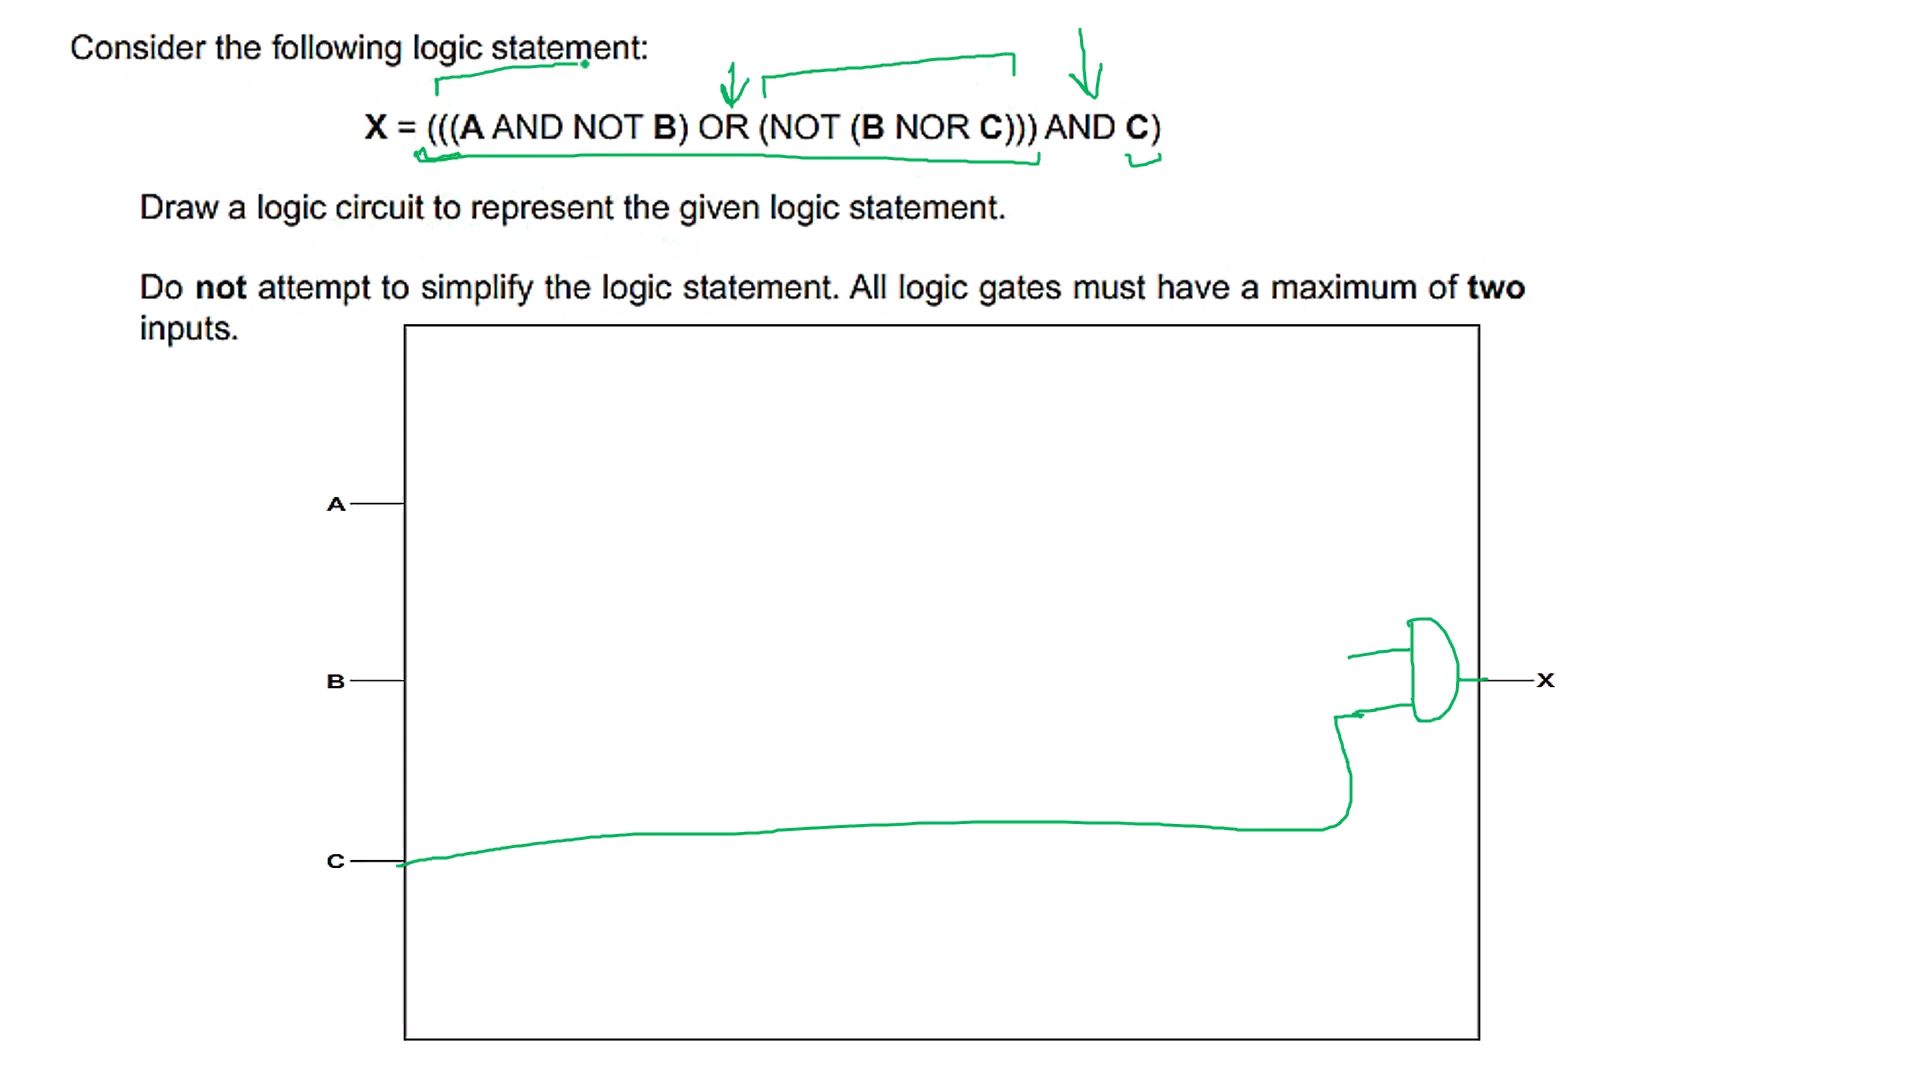 Consider the following logic statement:
X = (((A AND NOT B) OR (NOT (B NOR C))) AND C)
Draw a logic circuit to represent the given logic statement.
Do not attempt to simplify the logic statement. All logic gates must have a maximum of two
inputs.
A
B
X
C